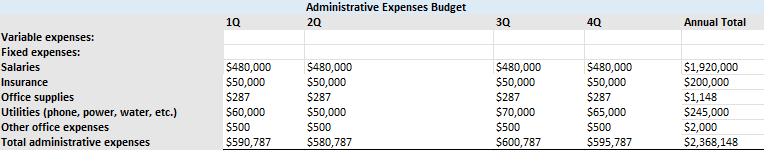 Administrative Expenses Budget
1Q 2Q 3Q 4Q Annual Total
Variable expenses:
Fixed expenses:
Salaries $480,000 $480,000 $480,000 $480,000 $1,920,000
Insurance $50,000 $50,000 $50,000 $50,000 $200,000
Office supplies $287 $287 $287 $287 $1,148
Utilities (phone, power, water, etc.) $60,000 $50,000 $70,000 $65,000 $245,000
Other office expenses $500 $500 $500 $500 $2,000
Total administrative expenses $590,787 $580,787 $600,787 $595,787 $2,368,148